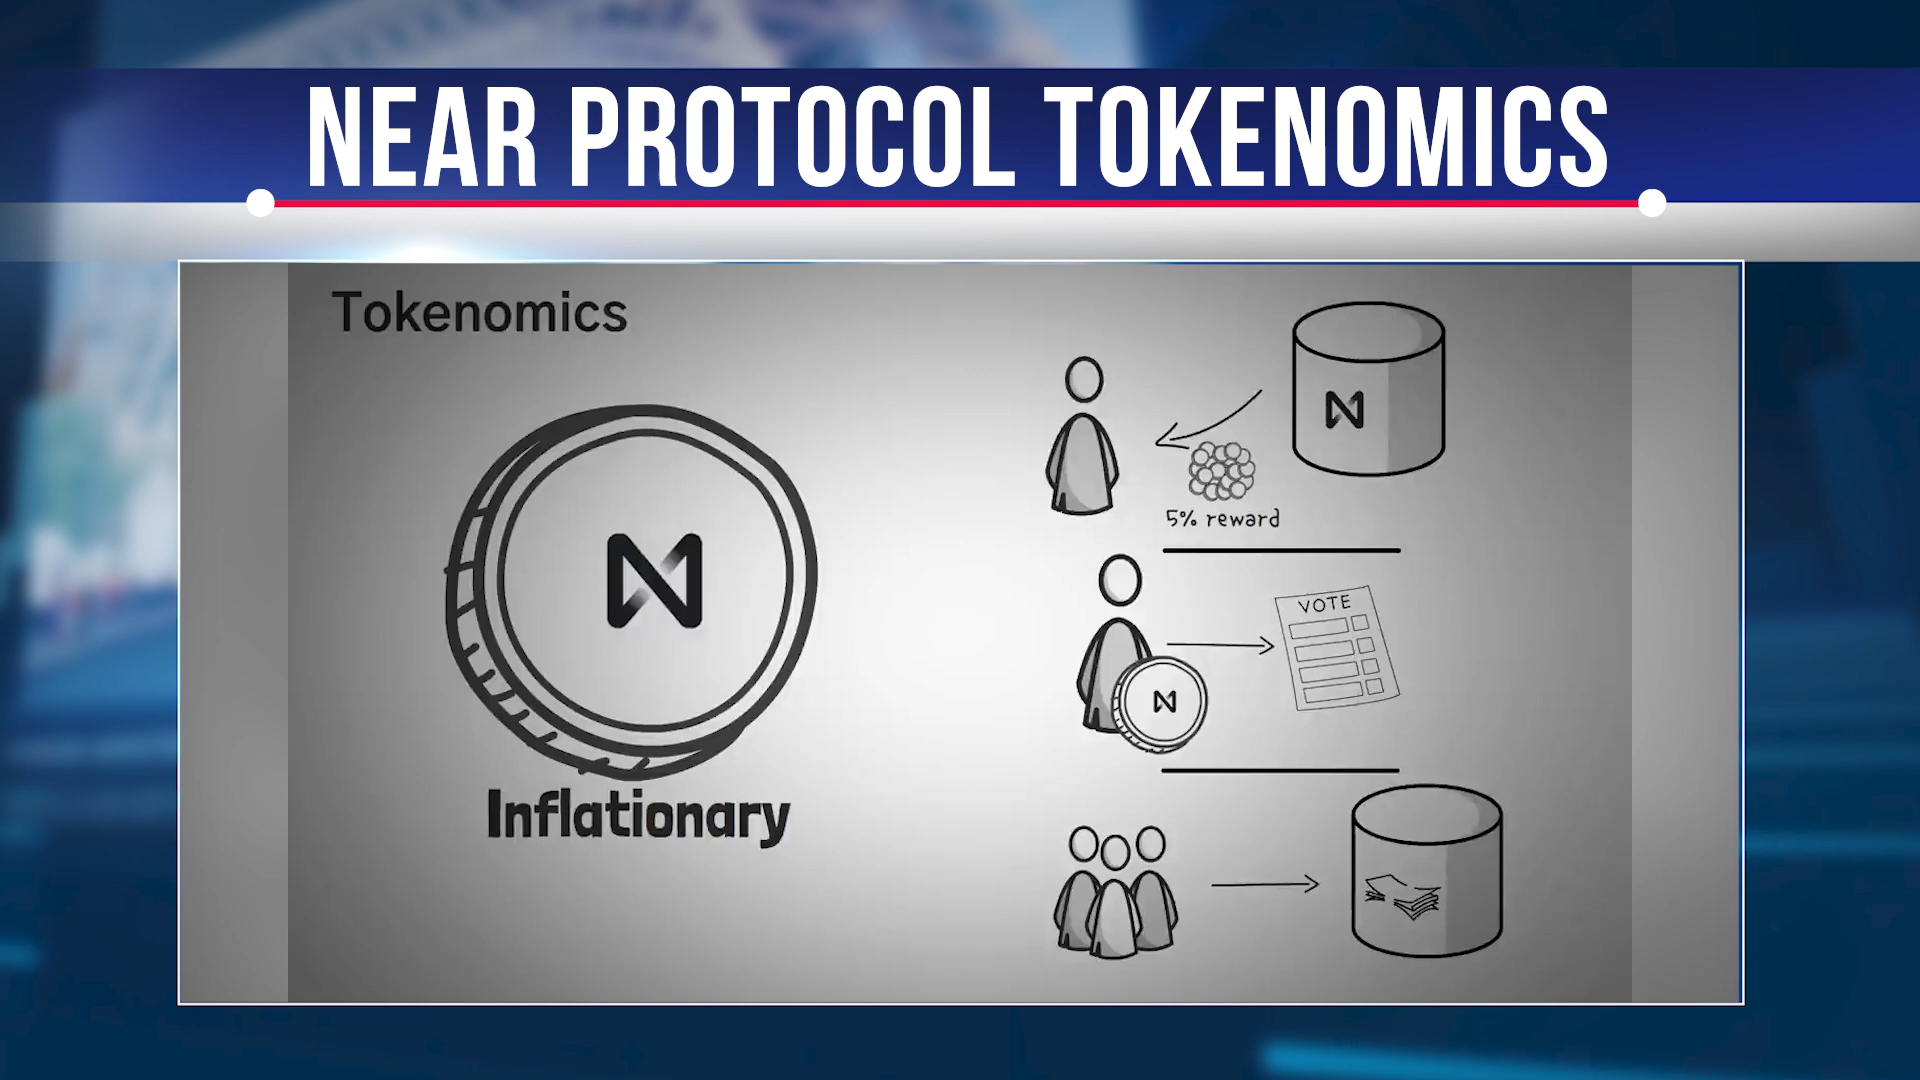 NEAR PROTOCOL TOKENOMICS
Tokenomics
Inflationary
5% reward
VOTE